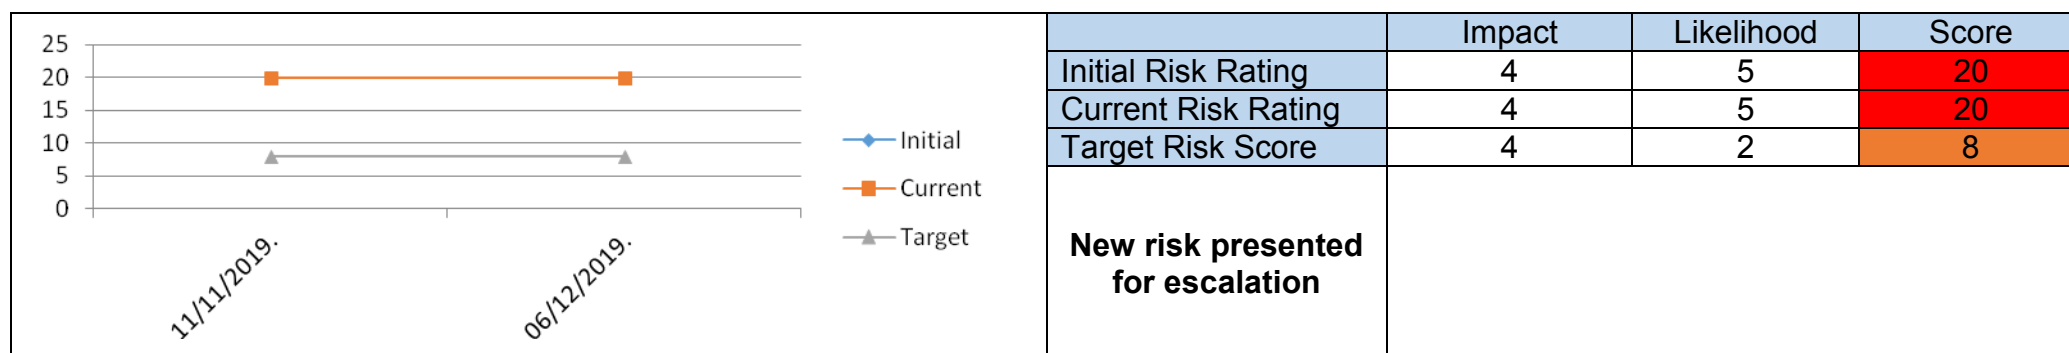 25
20
15
10
5
0
11/11/2019.
06/12/2019.
Initial
Current
Target
Impact Likelihood Score
Initial Risk Rating 4 5 20
Current Risk Rating 4 5 20
Target Risk Score 4 2 8
New risk presented
for escalation